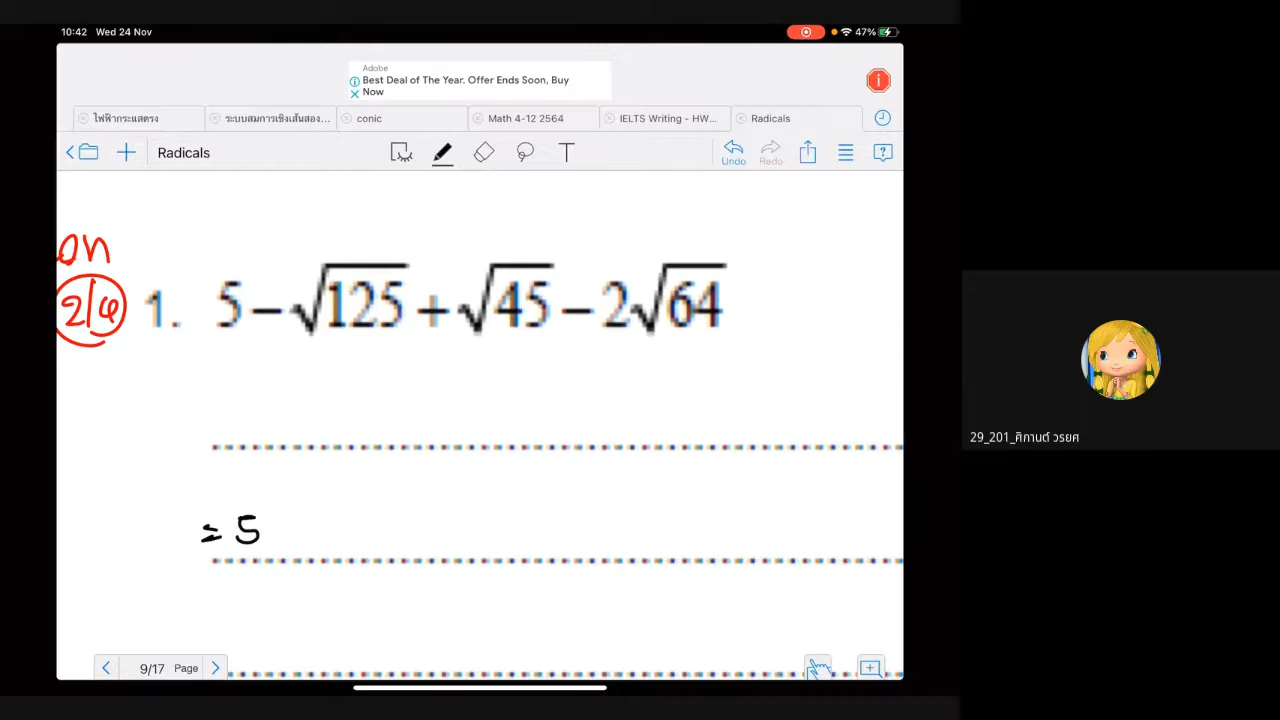 10:42 Wed 24 Nov
47%
Adobe
Best Deal of The Year. Offer Ends Soon, Buy
Now
ไฟฟ้ากระแสตรง
ระบบสมการเชิงเส้นสอง...
conic
Math 4-12 2564
IELTS Writing - HW...
Radicals
Radicals
T
Undo
Redo
on
1. 5 − √125 + √45 − 2√64
29_201_ศิกานต์ วรยศ
= 5
9/17 Page